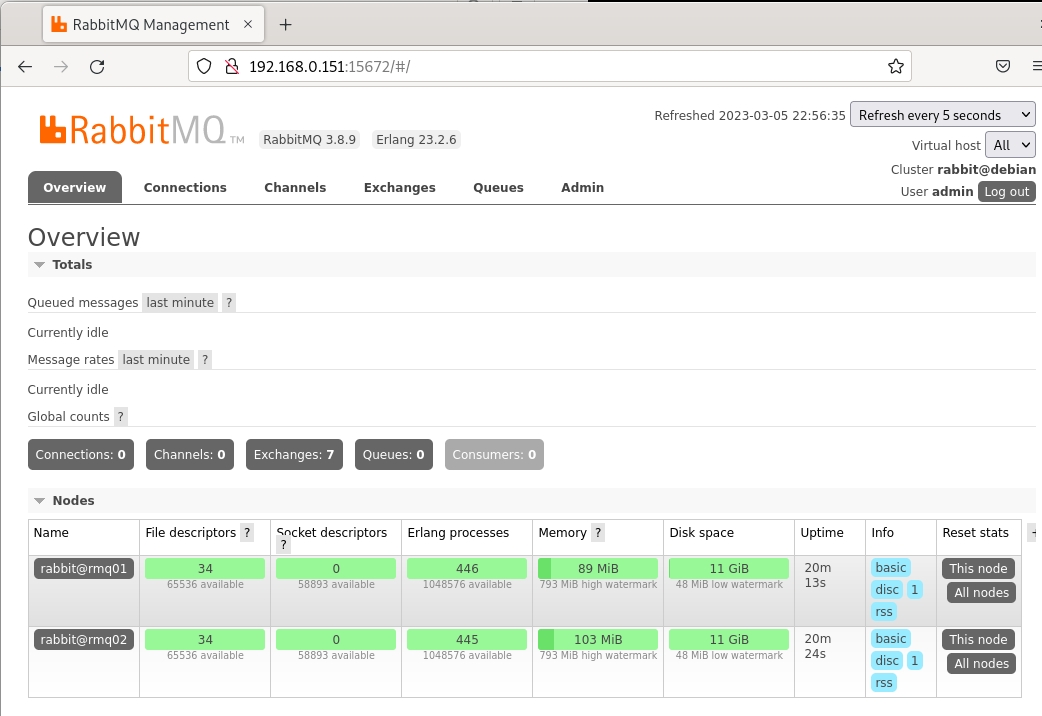 RabbitMQ Management × +
192.168.0.151:15672/#/
Refreshed 2023-03-05 22:56:35 Refresh every 5 seconds
RabbitMQ TM RabbitMQ 3.8.9 Erlang 23.2.6
Virtual host All
Cluster rabbit@debian
User admin Log out
Overview Connections Channels Exchanges Queues Admin
Overview
Totals
Queued messages last minute ?
Currently idle
Message rates last minute ?
Currently idle
Global counts ?
Connections: 0 Channels: 0 Exchanges: 7 Queues: 0 Consumers: 0
Nodes
Name File descriptors ? Socket descriptors ? Erlang processes Memory ? Disk space Uptime Info Reset stats +
rabbit@rmq01 34 0 446 89 MiB 11 GiB 20m 13s basic disc 1 rss This node All nodes
65536 available 58893 available 1048576 available 793 MiB high watermark 48 MiB low watermark
rabbit@rmq02 34 0 445 103 MiB 11 GiB 20m 24s basic disc 1 rss This node All nodes
65536 available 58893 available 1048576 available 793 MiB high watermark 48 MiB low watermark